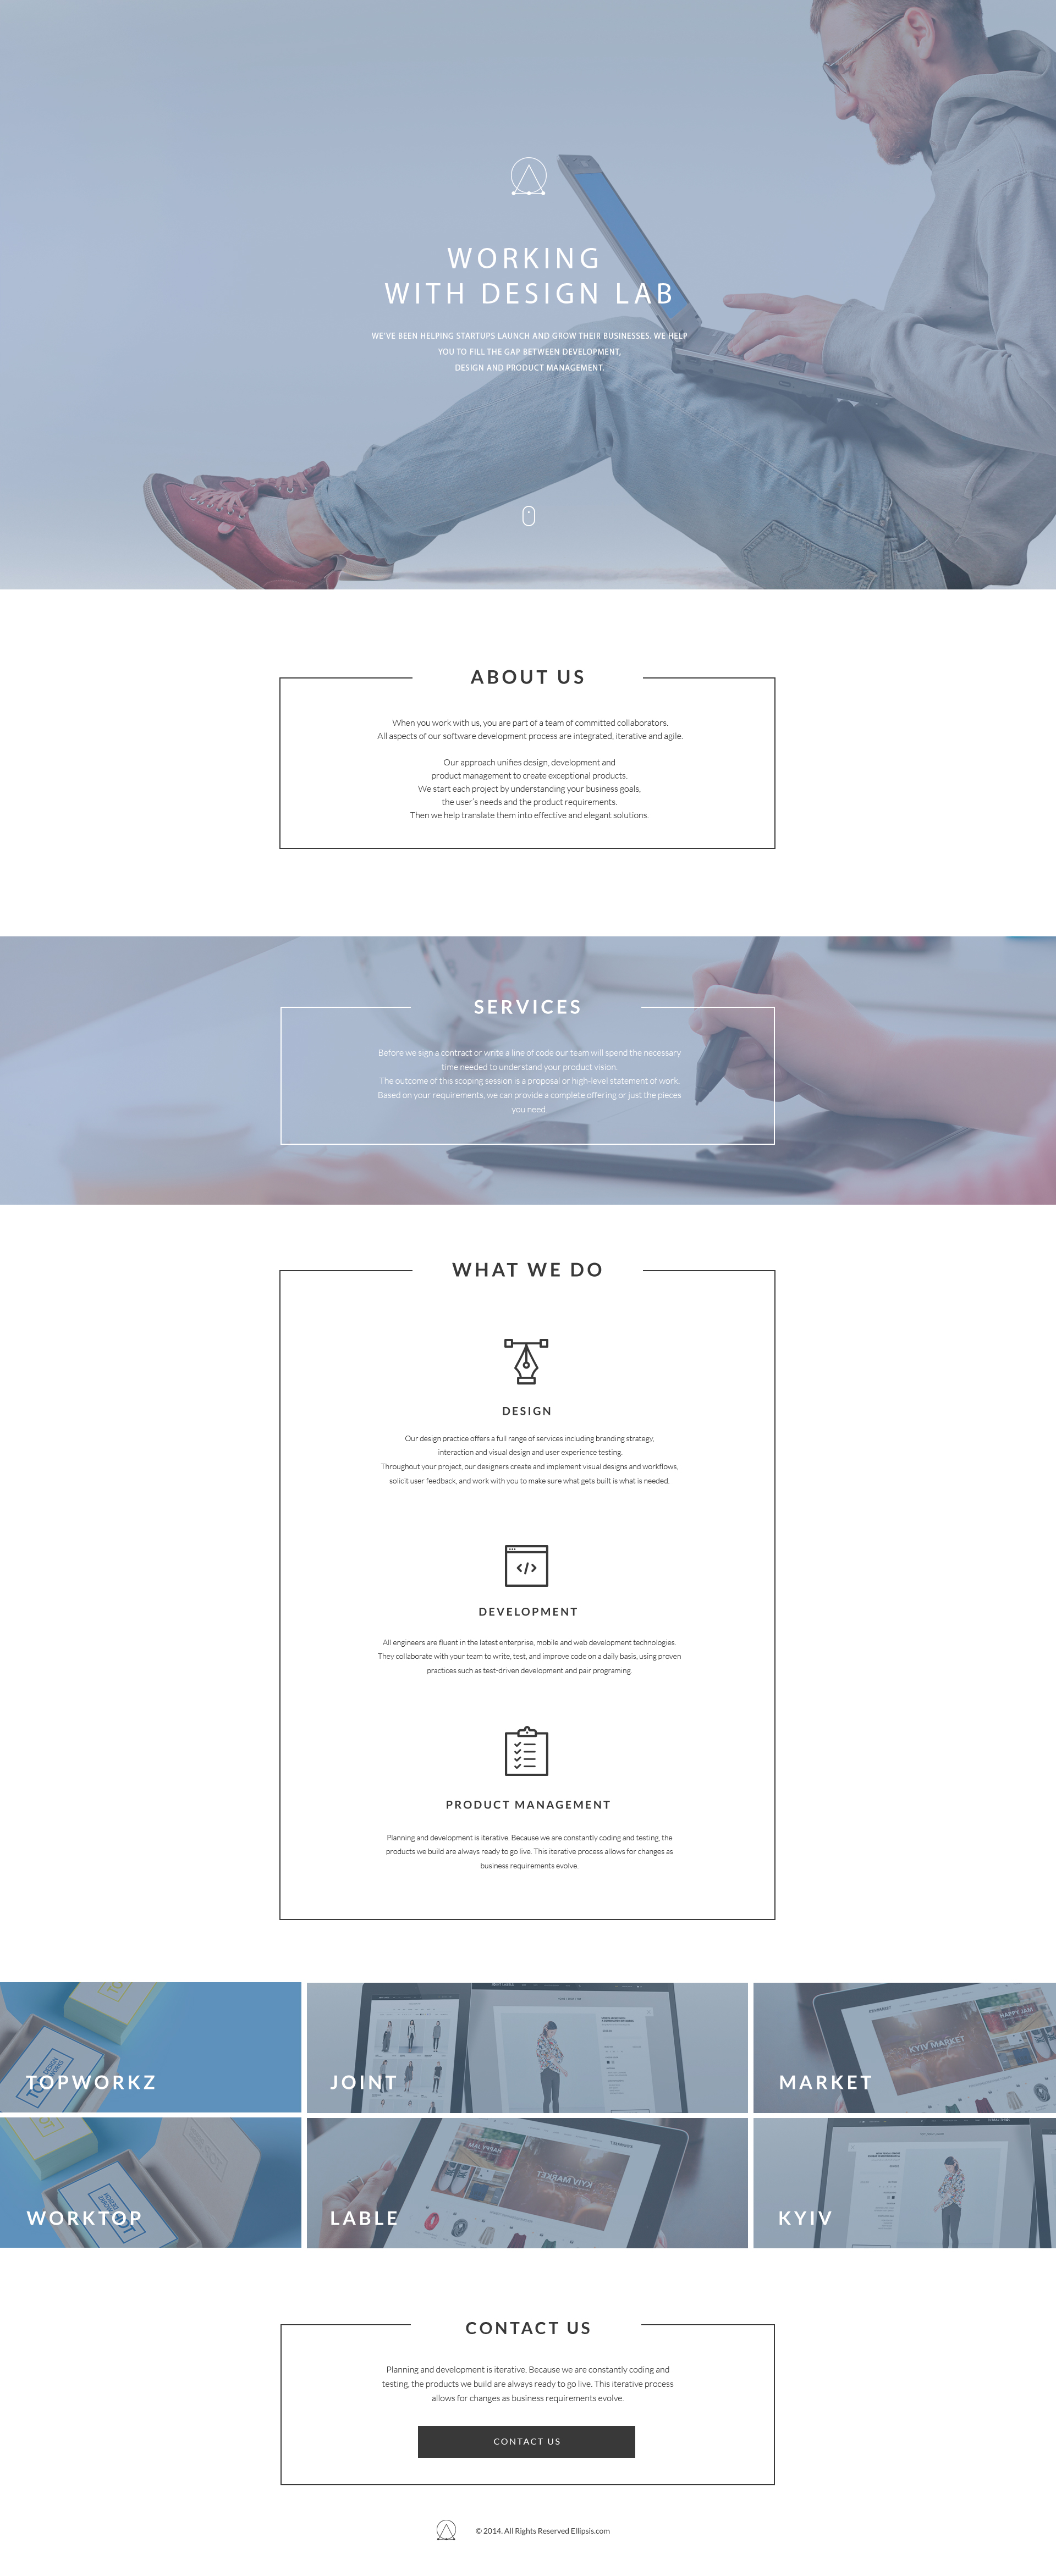 WORKING
WITH DESIGN LAB
WE'VE BEEN HELPING STARTUPS LAUNCH AND GROW THEIR BUSINESSES. WE HELP
YOU TO FILL THE GAP BETWEEN DEVELOPMENT,
DESIGN AND PRODUCT MANAGEMENT.
ABOUT US
When you work with us, you are part of a team of committed collaborators.
All aspects of our software development process are integrated, iterative and agile.
Our approach unifies design, development and
product management to create exceptional products.
We start each project by understanding your business goals,
the user's needs and the product requirements.
Then we help translate them into effective and elegant solutions.
6
SERVICES
Before we sign a contract or write a line of code our team will spend the necessary
time needed to understand your product vision.
The outcome of this scoping session is a proposal or high-level statement of work.
Based on your requirements, we can provide a complete offering or just the pieces
you need.
WHAT WE DO
DESIGN
Our design practice offers a full range of services including branding strategy,
interaction and visual design and user experience testing.
Throughout your project, our designers create and implement visual designs and workflows,
solicit user feedback, and work with you to make sure what gets built is what is needed.
</>
DEVELOPMENT
All engineers are fluent in the latest enterprise, mobile and web development technologies.
They collaborate with your team to write, test, and improve code on a daily basis, using proven
practices such as test-driven development and pair programing.
PRODUCT MANAGEMENT
Planning and development is iterative. Because we are constantly coding and testing, the
products we build are always ready to go live. This iterative process allows for changes as
business requirements evolve.
TOPWORKZ
JOINT
KYIV MARKET
HAPPY JAM
MARKET
WORKTOP
KYIV MARKET
LABLE
KYIV
CONTACT US
Planning and development is iterative. Because we are constantly coding and
testing, the products we build are always ready to go live. This iterative process
allows for changes as business requirements evolve.
CONTACT US
© 2014. All Rights Reserved Ellipsis.com